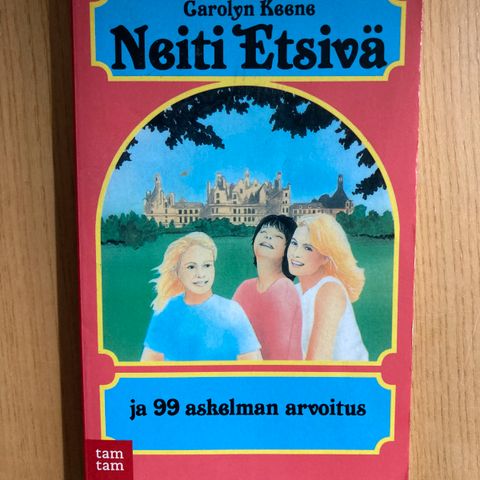 Carolyn Keene
Neiti Etsivä
ja 99 askelman arvoitus
tam
tam